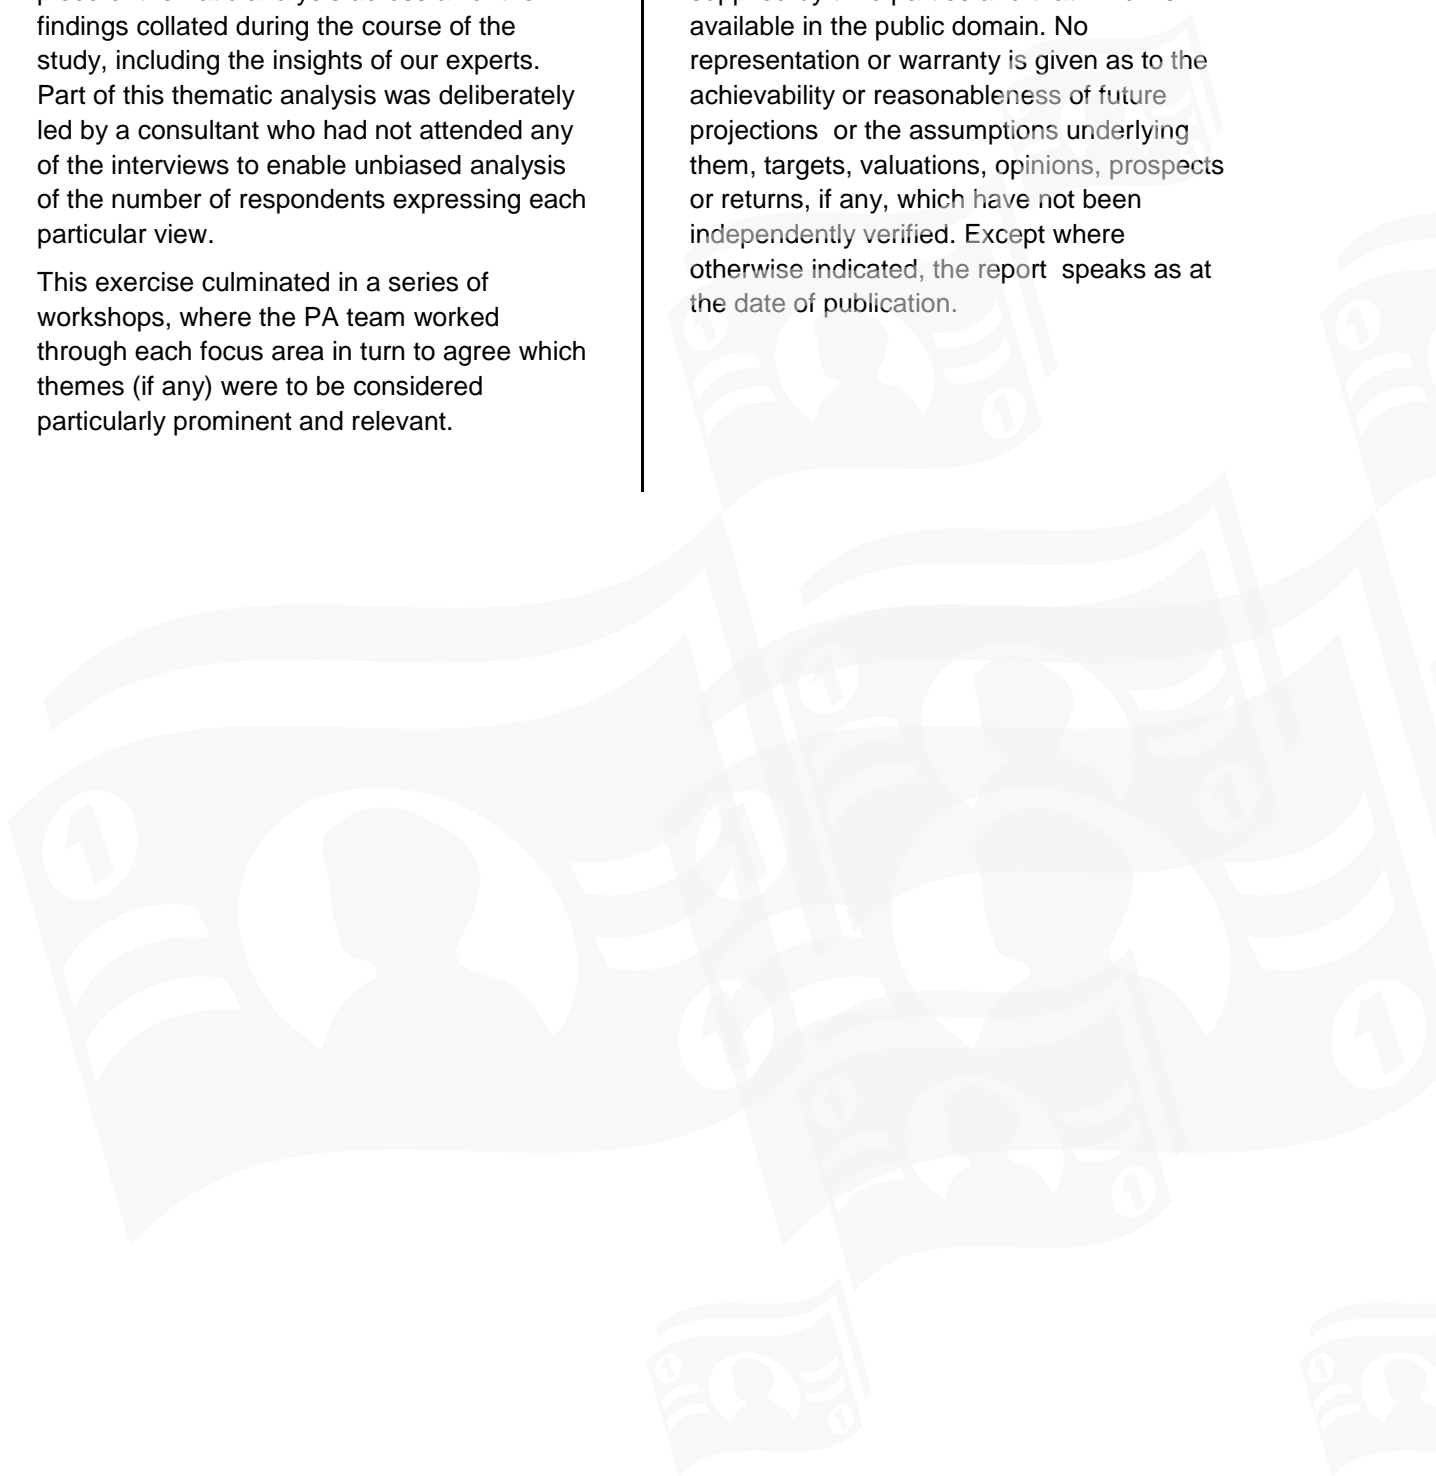 findings collated during the course of the
study, including the insights of our experts.
Part of this thematic analysis was deliberately
led by a consultant who had not attended any
of the interviews to enable unbiased analysis
of the number of respondents expressing each
particular view.
This exercise culminated in a series of
workshops, where the PA team worked
through each focus area in turn to agree which
themes (if any) were to be considered
particularly prominent and relevant.
available in the public domain. No
representation or warranty is given as to the
achievability or reasonableness of future
projections or the assumptions underlying
them, targets, valuations, opinions, prospects
or returns, if any, which have not been
independently verified. Except where
otherwise indicated, the report speaks as at
the date of publication.